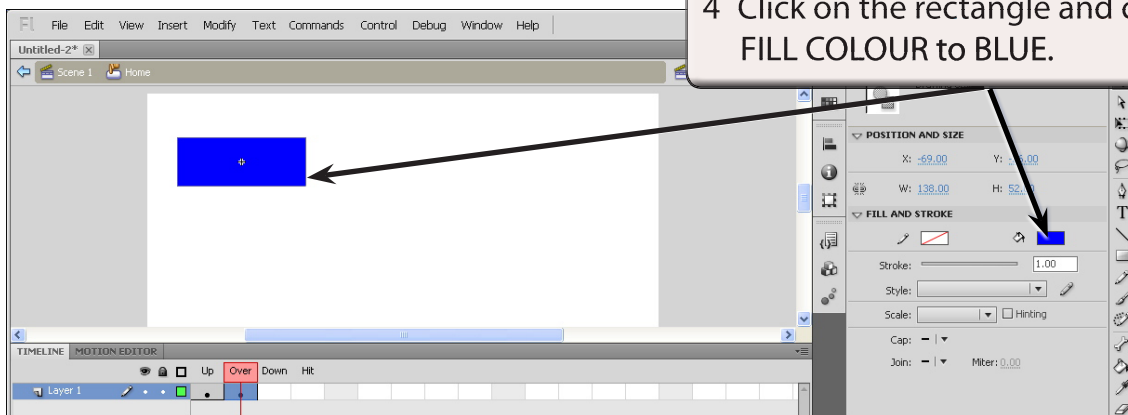 4 Click on the rectangle and
FILL COLOUR to BLUE.
Fl File Edit View Insert Modify Text Commands Control Debug Window Help
Untitled-2*
Scene 1 Home
POSITION AND SIZE
X: -69.00 Y:
W: 138.00 H:
FILL AND STROKE
Stroke: 1.00
Style:
Scale: Hinting
Cap:
Join: Miter: 0.00
TIMELINE MOTION EDITOR
Up Over Down Hit
Layer 1